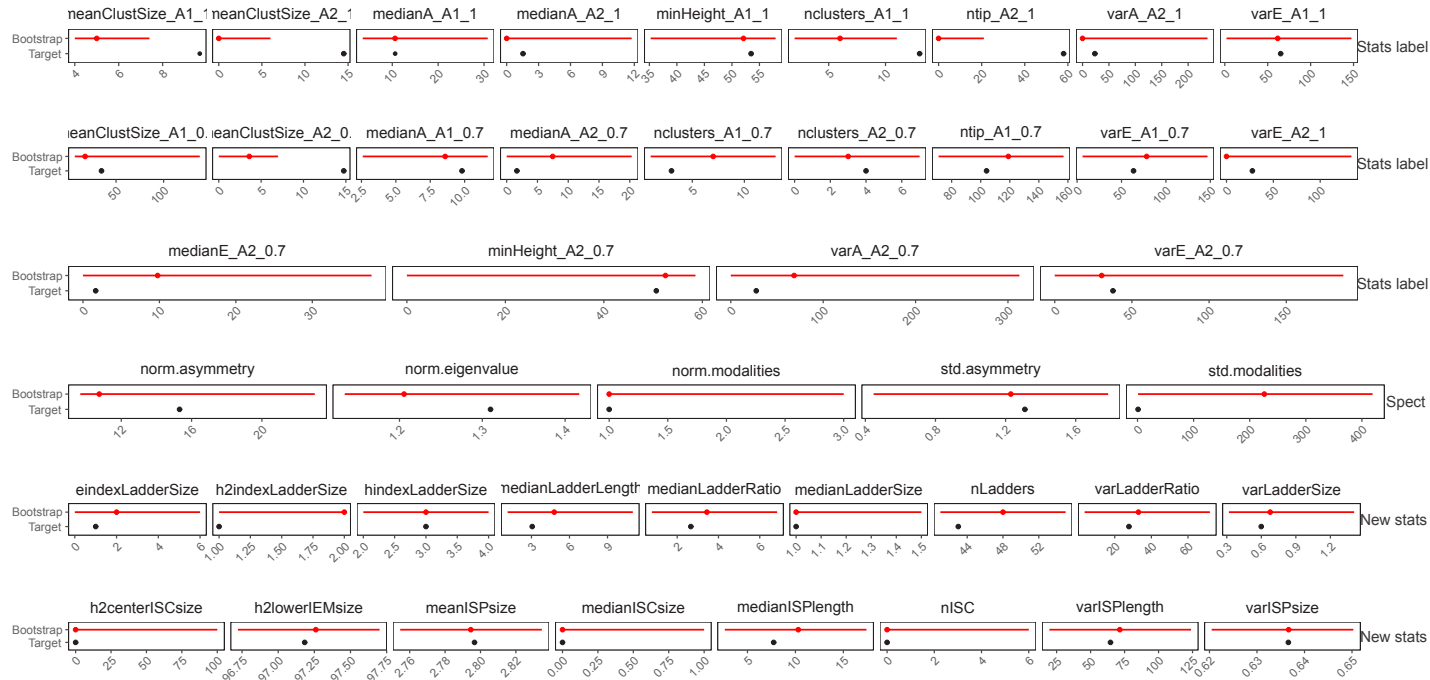 meanClustSize_A1_1 meanClustSize_A2_1 medianA_A1_1 medianA_A2_1 minHeight_A1_1 nclusters_A1_1 ntip_A2_1 varA_A2_1 varE_A1_1
Bootstrap
Target
Stats label
4 6 8 0 5 10 15 10 20 30 0 3 6 9 12 35 40 45 50 55 5 10 0 20 40 60 0 50 100 200 0 50 100 150
meanClustSize_A1_0. meanClustSize_A2_0. medianA_A1_0.7 medianA_A2_0.7 nclusters_A1_0.7 nclusters_A2_0.7 ntip_A1_0.7 varE_A1_0.7 varE_A2_1
Bootstrap
Target
Stats label
50 100 0 5 10 15 2.5 5.0 7.5 10.0 0 5 10 15 20 5 10 0 2 4 6 80 100 120 140 160 0 50 100 150 0 50 100
medianE_A2_0.7 minHeight_A2_0.7 varA_A2_0.7 varE_A2_0.7
Bootstrap
Target
Stats label
0 10 20 30 0 20 40 60 0 100 200 300 0 50 100 150
norm.asymmetry norm.eigenvalue norm.modalities std.asymmetry std.modalities
Bootstrap
Target
Spect
12 16 20 1.2 1.3 1.4 1.0 1.5 2.0 2.5 3.0 0.4 0.8 1.2 1.6 0 100 200 300 400
eindexLadderSize h2indexLadderSize hindexLadderSize medianLadderLength medianLadderRatio medianLadderSize nLadders varLadderRatio varLadderSize
Bootstrap
Target
New stats
0 2 4 6 1.00 1.25 1.50 1.75 2.00 2.0 2.5 3.0 3.5 4.0 3 6 9 2 4 6 1.0 1.1 1.2 1.3 1.4 1.5 44 48 52 0 20 40 60 0.3 0.6 0.9 1.2
h2centerISCsize h2lowerIEMsize meanISPsize medianISCsize medianISPlength nISC varISPlength varISPsize
Bootstrap
Target
New stats
0 25 50 75 100 96.75 97.00 97.25 97.50 97.75 2.76 2.78 2.80 2.82 0.00 0.25 0.50 0.75 1.00 5 10 15 0 2 4 6 25 50 75 100 125 0.62 0.63 0.64 0.65